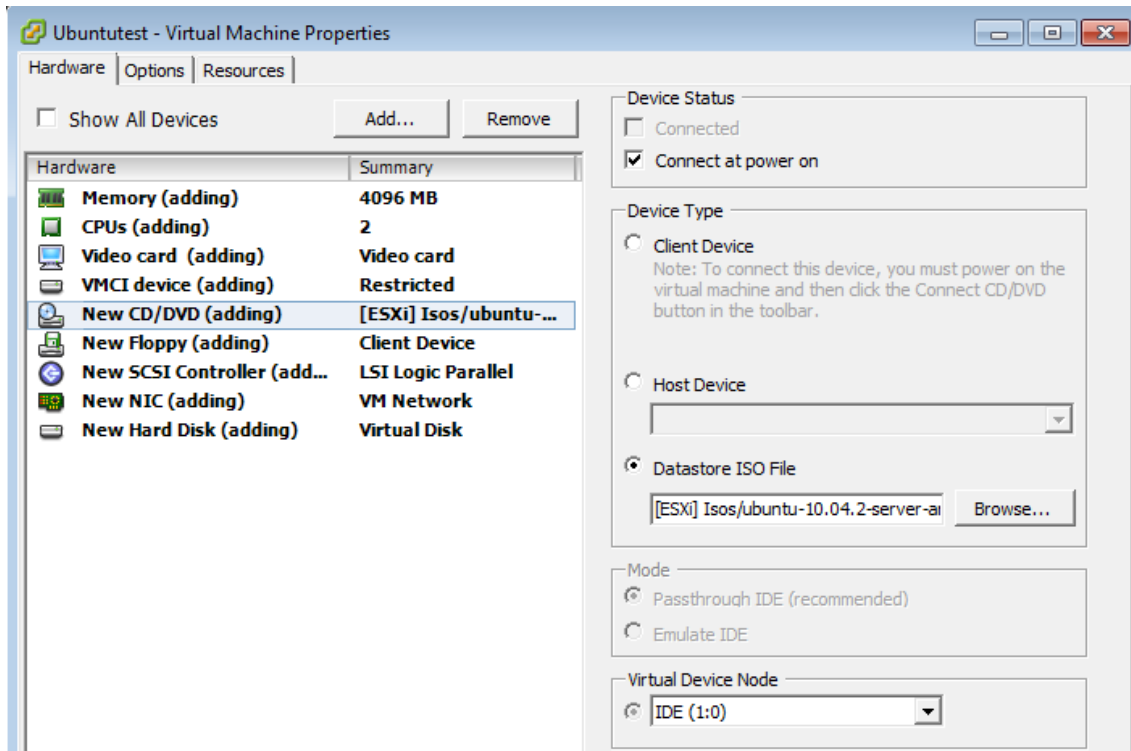 Ubuntutest - Virtual Machine Properties
Hardware Options Resources
Show All Devices Add... Remove
Hardware Summary
Memory (adding) 4096 MB
CPUs (adding) 2
Video card (adding) Video card
VMCI device (adding) Restricted
New CD/DVD (adding) [ESXi] Isos/ubuntu-...
New Floppy (adding) Client Device
New SCSI Controller (add... LSI Logic Parallel
New NIC (adding) VM Network
New Hard Disk (adding) Virtual Disk
Device Status
Connected
Connect at power on
Device Type
Client Device
Note: To connect this device, you must power on the
virtual machine and then click the Connect CD/DVD
button in the toolbar.
Host Device
Datastore ISO File
[ESXi] Isos/ubuntu-10.04.2-server-a Browse...
Mode
Passthrough IDE (recommended)
Emulate IDE
Virtual Device Node
IDE (1:0)